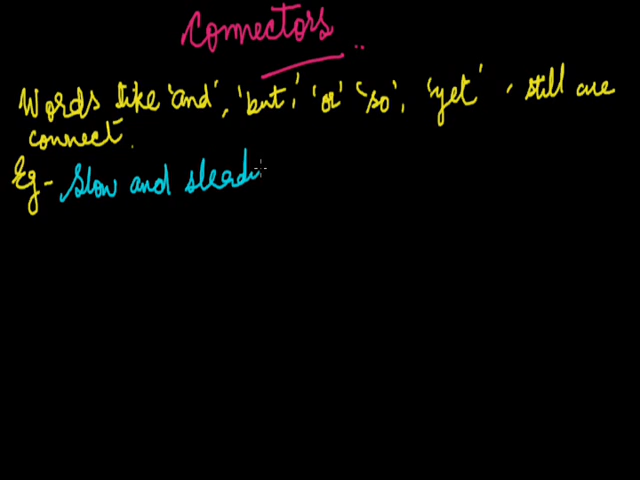 Connectors
Words like 'and', 'but', 'or' 'so', 'yet' , still are
connect.
Eg- Slow and steady